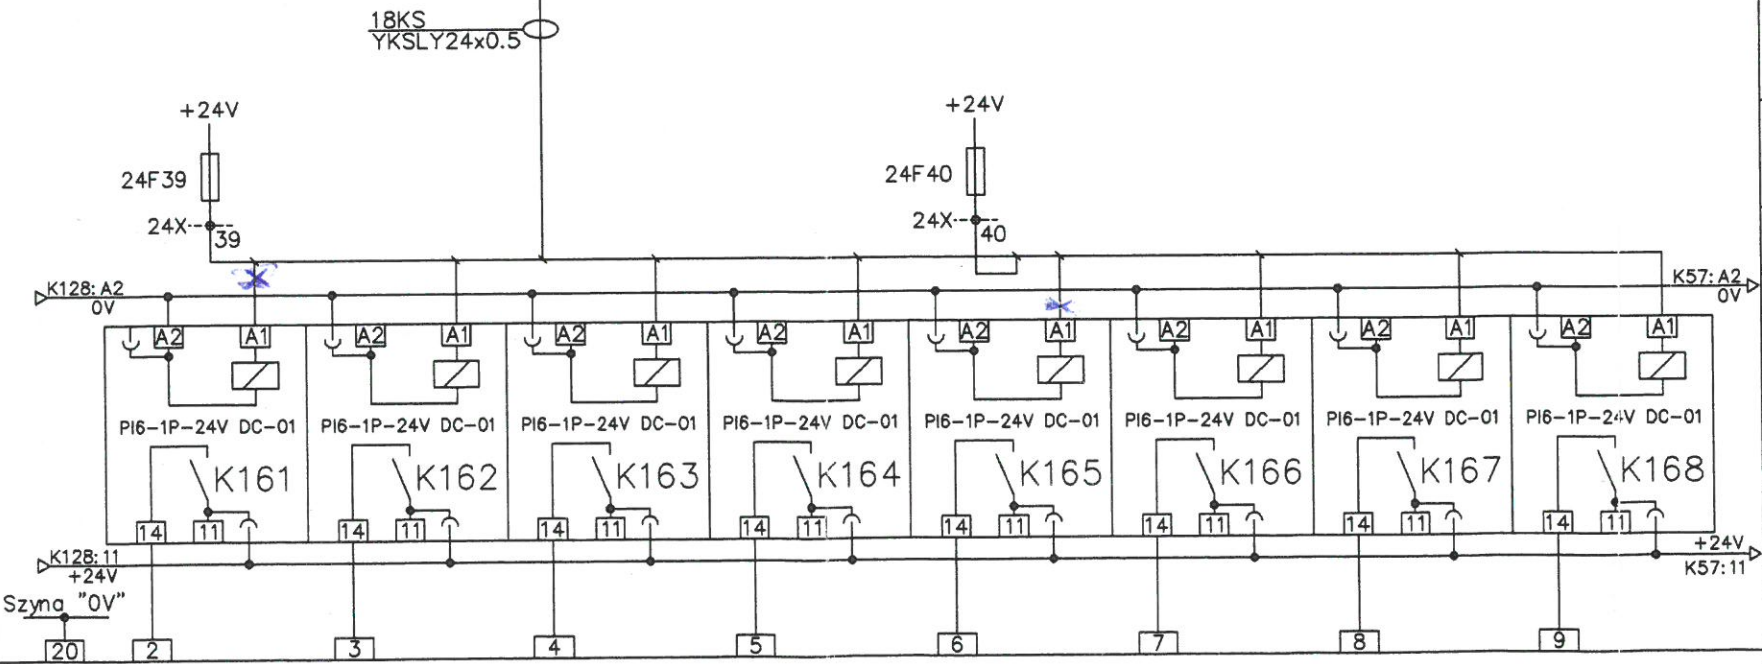 18KS
YKSLY24x0.5
+24V +24V
24F39 24F40
24X 39 24X 40
K128:A2 K57:A2
0V 0V
A2 A1 A2 A1 A2 A1 A2 A1 A2 A1 A2 A1 A2 A1 A2 A1
PI6-1P-24V DC-01 PI6-1P-24V DC-01 PI6-1P-24V DC-01 PI6-1P-24V DC-01 PI6-1P-24V DC-01 PI6-1P-24V DC-01 PI6-1P-24V DC-01 PI6-1P-24V DC-01
K161 K162 K163 K164 K165 K166 K167 K168
14 11 14 11 14 11 14 11 14 11 14 11 14 11 14 11
K128:11 +24V
+24V K57:11
Szyna "0V"
20 2 3 4 5 6 7 8 9